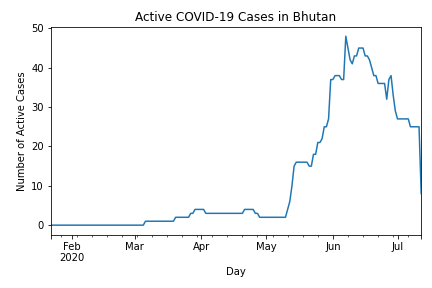 Active COVID-19 Cases in Bhutan
Number of Active Cases
50
40
30
20
10
0
Feb
2020
Mar
Apr
May
Jun
Jul
Day